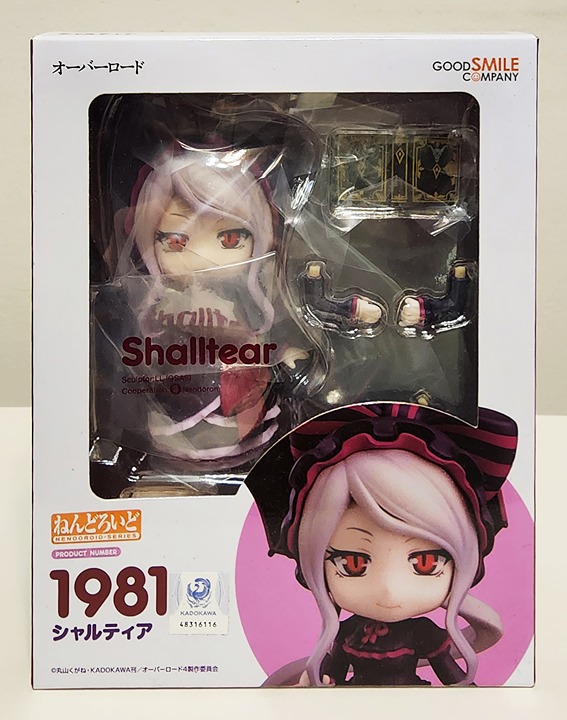 オーバーロード
GOOD SMILE
COMPANY
Shalltear
Cooperation
Nendoron
ねんどろいど
NENDOROID-SERIES
PRODUCT NUMBER
1981
シャルティア
KADOKAWA
48316116
©丸山くがね・KADOKAWA刊／オーバーロード4製作委員会